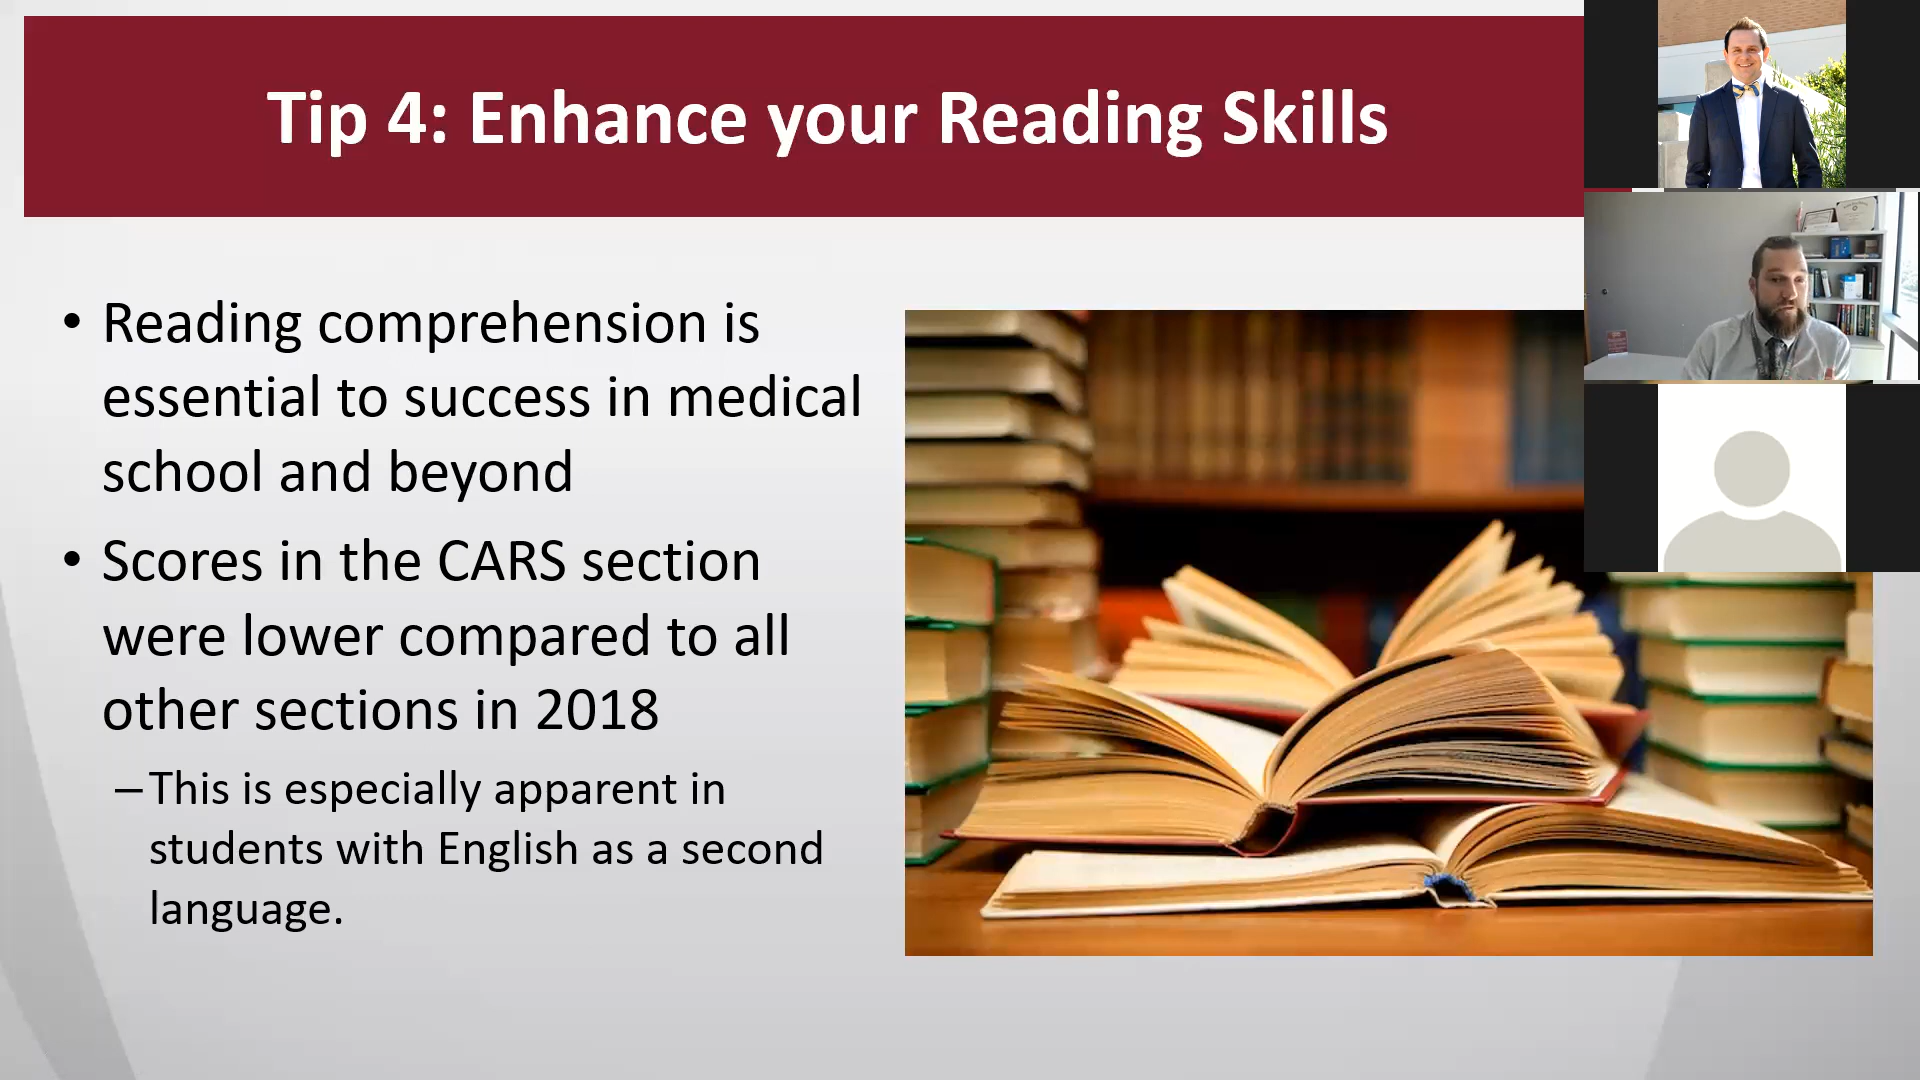 Tip 4: Enhance your Reading Skills
• Reading comprehension is
essential to success in medical
school and beyond
• Scores in the CARS section
were lower compared to all
other sections in 2018
–This is especially apparent in
students with English as a second
language.